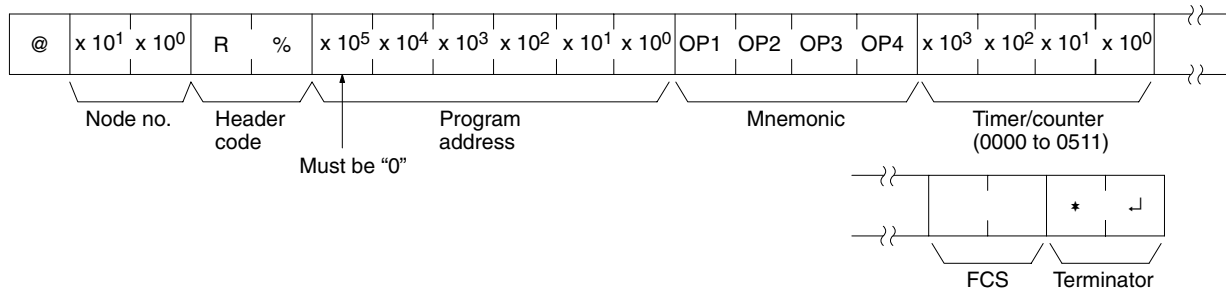 @ x 10¹ x 10⁰ R % x 10⁵ x 10⁴ x 10³ x 10² x 10¹ x 10⁰ OP1 OP2 OP3 OP4 x 10³ x 10² x 10¹ x 10⁰
Node no. Header code Program address Mnemonic Timer/counter (0000 to 0511)
Must be “0”
* ↵
FCS Terminator